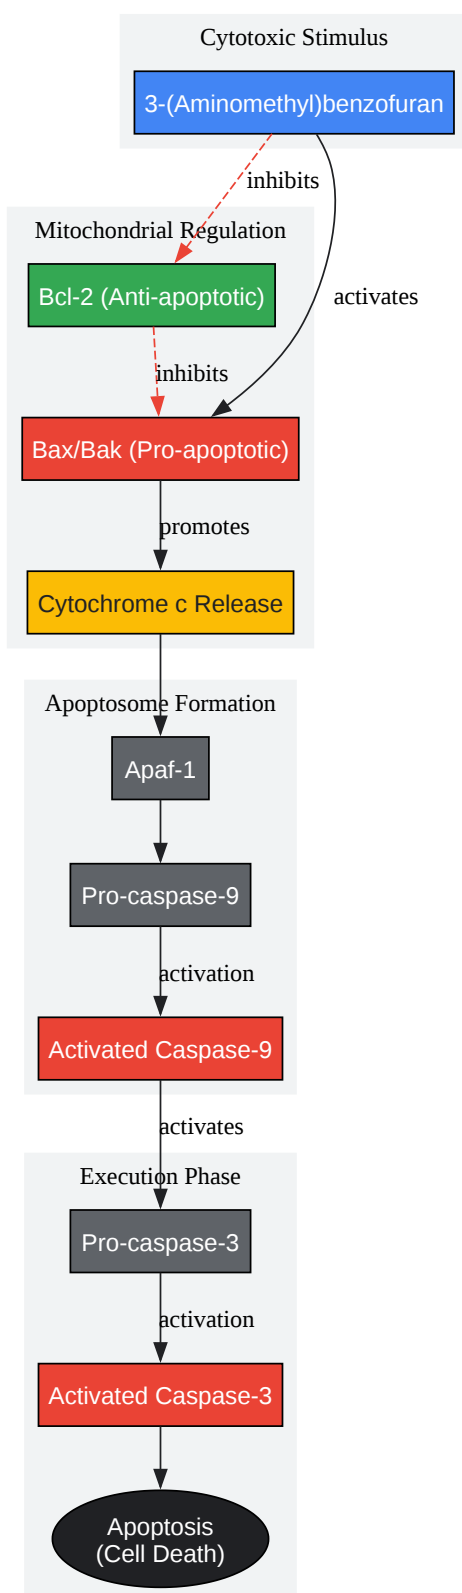 Cytotoxic Stimulus
3-(Aminomethyl)benzofuran
inhibits
Mitochondrial Regulation
Bcl-2 (Anti-apoptotic)
activates
inhibits
Bax/Bak (Pro-apoptotic)
promotes
Cytochrome c Release
Apoptosome Formation
Apaf-1
Pro-caspase-9
activation
Activated Caspase-9
activates
Execution Phase
Pro-caspase-3
activation
Activated Caspase-3
Apoptosis
(Cell Death)